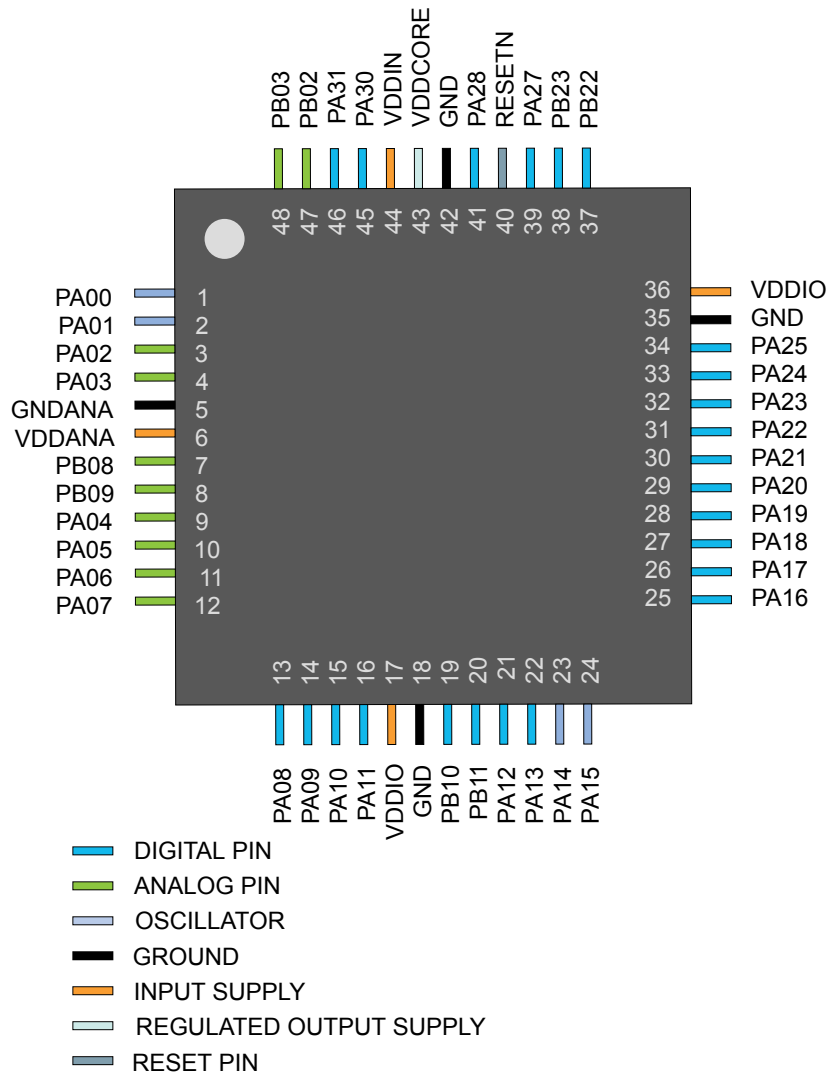 PB03
PB02
PA31
PA30
VDDIN
VDDCORE
GND
PA28
RESETN
PA27
PB23
PB22
48
47
46
45
44
43
42
41
40
39
38
37
PA00 1
PA01 2
PA02 3
PA03 4
GNDANA 5
VDDANA 6
PB08 7
PB09 8
PA04 9
PA05 10
PA06 11
PA07 12
36 VDDIO
35 GND
34 PA25
33 PA24
32 PA23
31 PA22
30 PA21
29 PA20
28 PA19
27 PA18
26 PA17
25 PA16
13
14
15
16
17
18
19
20
21
22
23
24
PA08
PA09
PA10
PA11
VDDIO
GND
PB10
PB11
PA12
PA13
PA14
PA15
DIGITAL PIN
ANALOG PIN
OSCILLATOR
GROUND
INPUT SUPPLY
REGULATED OUTPUT SUPPLY
RESET PIN